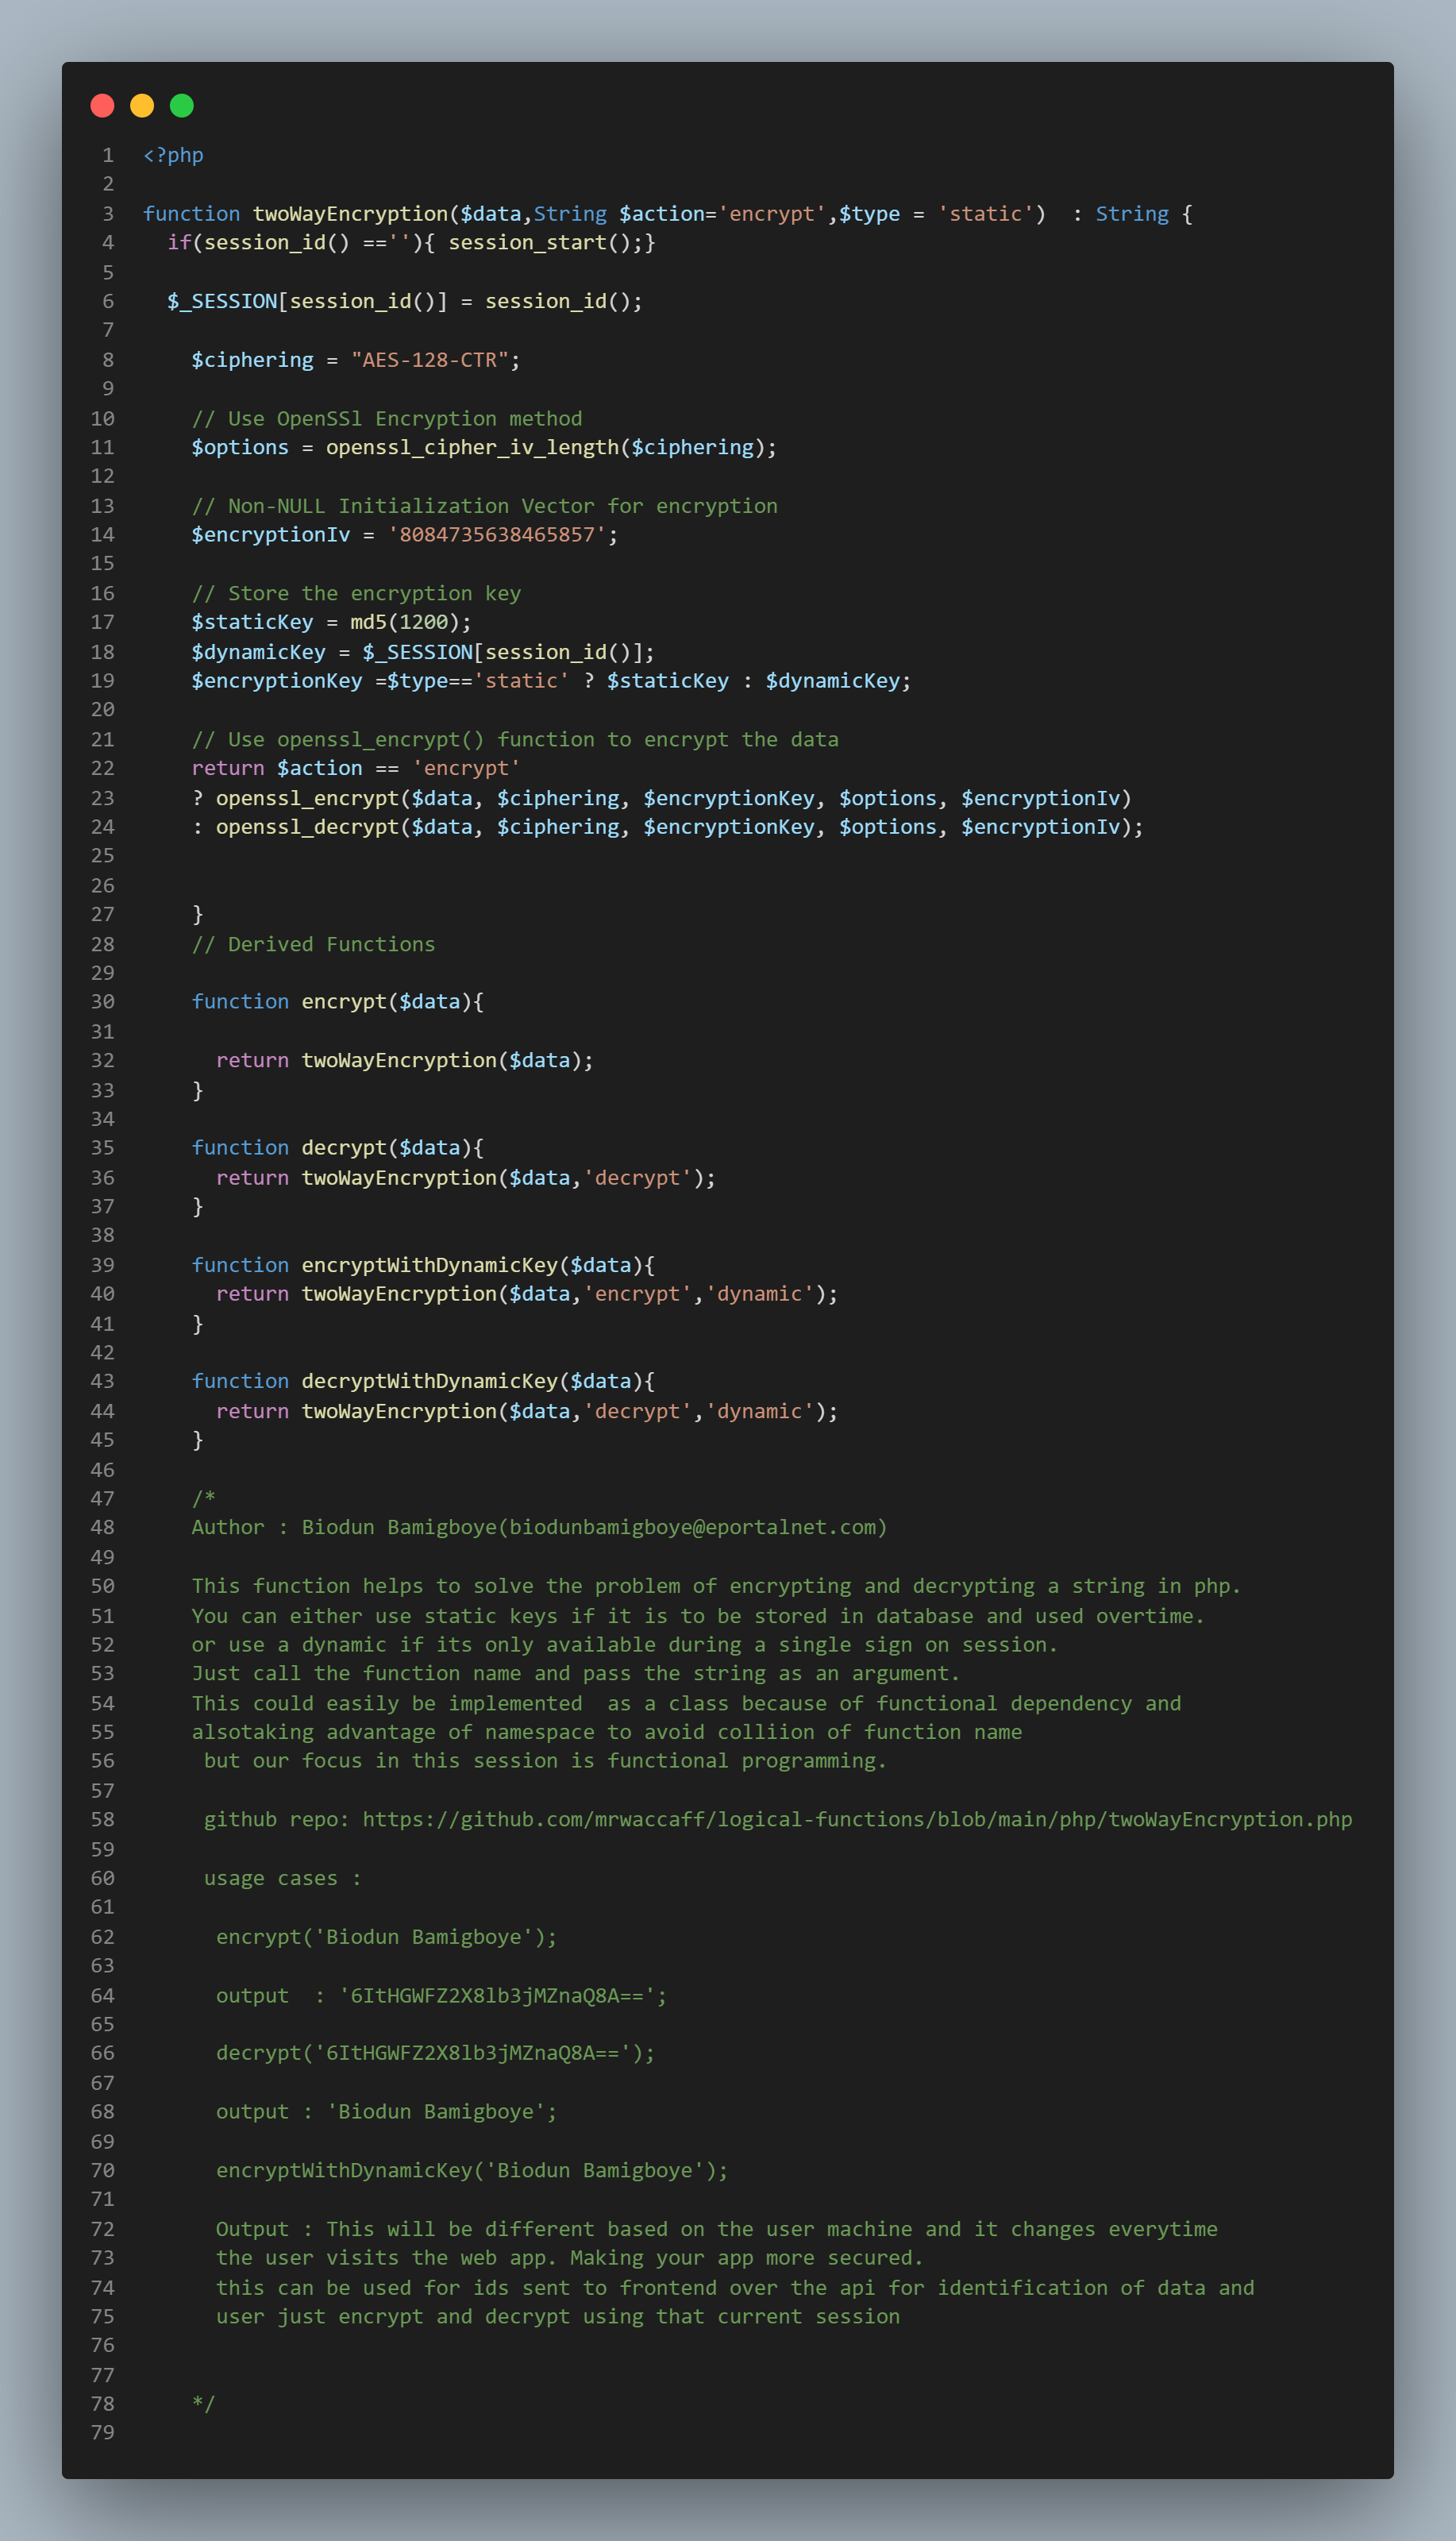 1 <?php
2
3 function twoWayEncryption($data,String $action='encrypt',$type = 'static')  : String {
4   if(session_id() ==''){ session_start();}
5
6   $_SESSION[session_id()] = session_id();
7
8     $ciphering = "AES-128-CTR";
9
10     // Use OpenSSl Encryption method
11     $options = openssl_cipher_iv_length($ciphering);
12
13     // Non-NULL Initialization Vector for encryption
14     $encryptionIv = '8084735638465857';
15
16     // Store the encryption key
17     $staticKey = md5(1200);
18     $dynamicKey = $_SESSION[session_id()];
19     $encryptionKey =$type=='static' ? $staticKey : $dynamicKey;
20
21     // Use openssl_encrypt() function to encrypt the data
22     return $action == 'encrypt'
23     ? openssl_encrypt($data, $ciphering, $encryptionKey, $options, $encryptionIv)
24     : openssl_decrypt($data, $ciphering, $encryptionKey, $options, $encryptionIv);
25
26
27     }
28     // Derived Functions
29
30     function encrypt($data){
31
32       return twoWayEncryption($data);
33     }
34
35     function decrypt($data){
36       return twoWayEncryption($data,'decrypt');
37     }
38
39     function encryptWithDynamicKey($data){
40       return twoWayEncryption($data,'encrypt','dynamic');
41     }
42
43     function decryptWithDynamicKey($data){
44       return twoWayEncryption($data,'decrypt','dynamic');
45     }
46
47     /*
48     Author : Biodun Bamigboye(biodunbamigboye@eportalnet.com)
49
50     This function helps to solve the problem of encrypting and decrypting a string in php.
51     You can either use static keys if it is to be stored in database and used overtime.
52     or use a dynamic if its only available during a single sign on session.
53     Just call the function name and pass the string as an argument.
54     This could easily be implemented  as a class because of functional dependency and
55     alsotaking advantage of namespace to avoid colliion of function name
56      but our focus in this session is functional programming.
57
58      github repo: https://github.com/mrwaccaff/logical-functions/blob/main/php/twoWayEncryption.php
59
60      usage cases :
61
62       encrypt('Biodun Bamigboye');
63
64       output  : '6ItHGWFZ2X8lb3jMZnaQ8A==';
65
66       decrypt('6ItHGWFZ2X8lb3jMZnaQ8A==');
67
68       output : 'Biodun Bamigboye';
69
70       encryptWithDynamicKey('Biodun Bamigboye');
71
72       Output : This will be different based on the user machine and it changes everytime
73       the user visits the web app. Making your app more secured.
74       this can be used for ids sent to frontend over the api for identification of data and
75       user just encrypt and decrypt using that current session
76
77
78     */
79